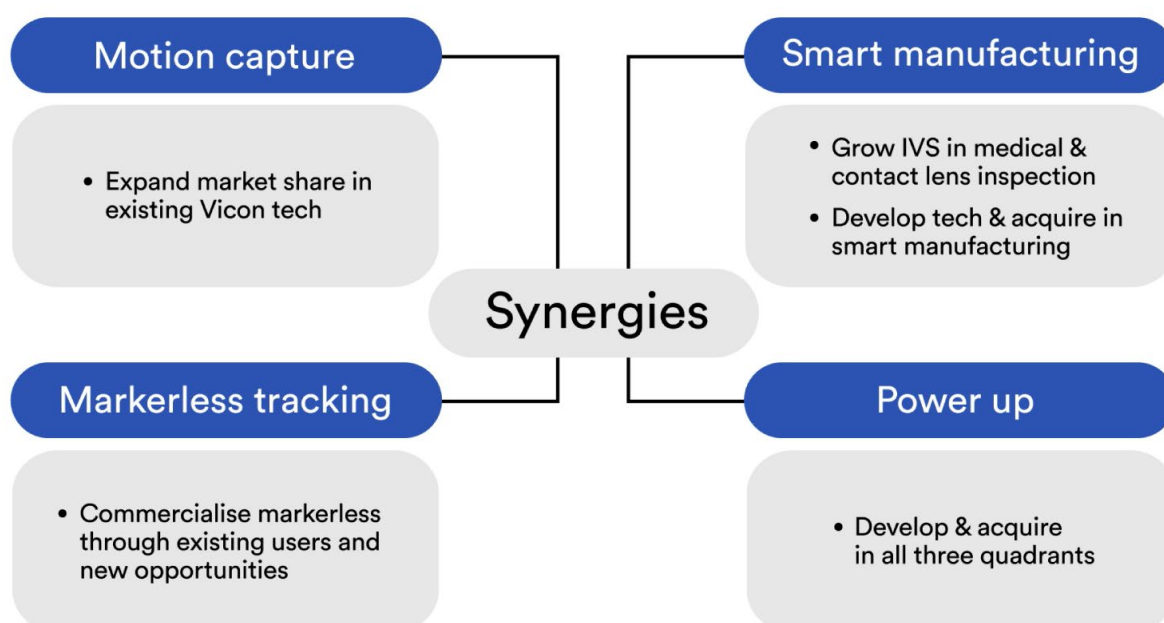 Motion capture
• Expand market share in
existing Vicon tech
Smart manufacturing
• Grow IVS in medical &
contact lens inspection
• Develop tech & acquire in
smart manufacturing
Synergies
Markerless tracking
• Commercialise markerless
through existing users and
new opportunities
Power up
• Develop & acquire
in all three quadrants